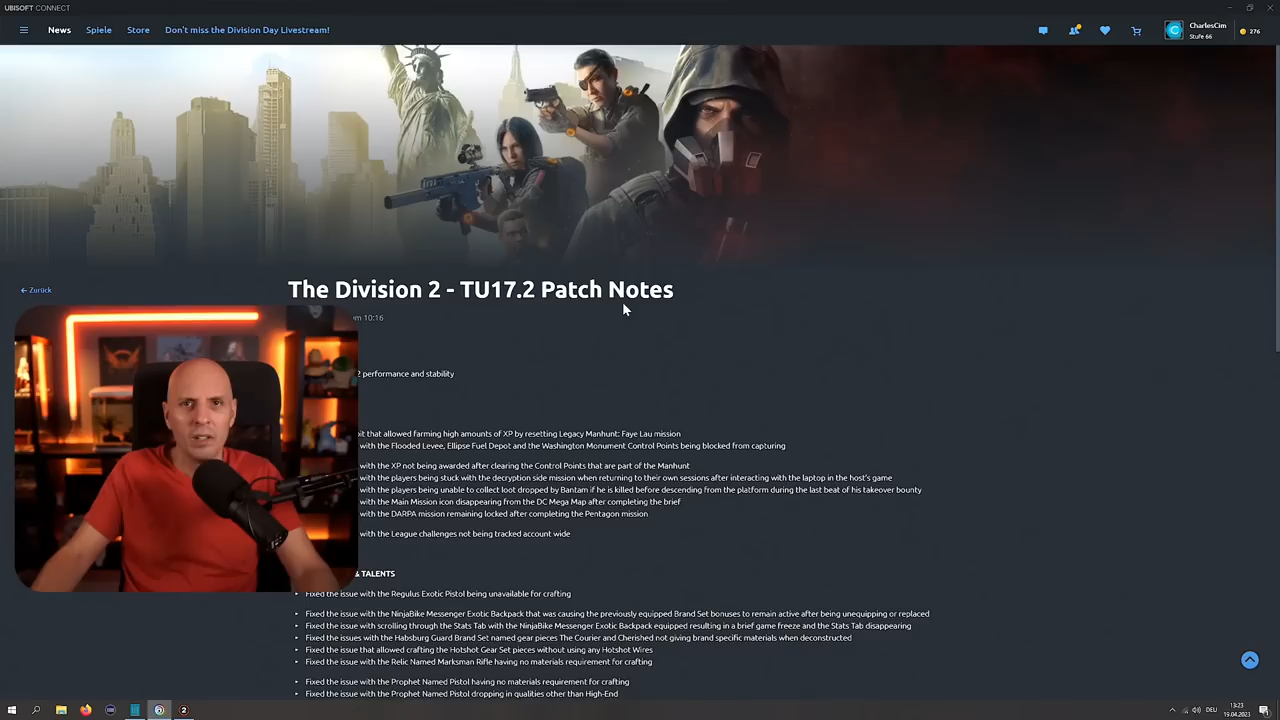 UBISOFT CONNECT
News Spiele Store Don't miss the Division Day Livestream!
CharlesCim
Stufe 66
276
← Zurück
The Division 2 - TU17.2 Patch Notes
10:16
performance and stability
that allowed farming high amounts of XP by resetting Legacy Manhunt: Faye Lau mission
with the Flooded Levee, Ellipse Fuel Depot and the Washington Monument Control Points being blocked from capturing
with the XP not being awarded after clearing the Control Points that are part of the Manhunt
with the players being stuck with the decryption side mission when returning to their own sessions after interacting with the laptop in the host's game
with the players being unable to collect loot dropped by Bantam if he is killed before descending from the platform during the last beat of his takeover bounty
with the Main Mission icon disappearing from the DC Mega Map after completing the brief
with the DARPA mission remaining locked after completing the Pentagon mission
with the League challenges not being tracked account wide
& TALENTS
Fixed the issue with the Regulus Exotic Pistol being unavailable for crafting
Fixed the issue with the NinjaBike Messenger Exotic Backpack that was causing the previously equipped Brand Set bonuses to remain active after being unequipping or replaced
Fixed the issue with scrolling through the Stats Tab with the NinjaBike Messenger Exotic Backpack equipped resulting in a brief game freeze and the Stats Tab disappearing
Fixed the issues with the Habsburg Guard Brand Set named gear pieces The Courier and Cherished not giving brand specific materials when deconstructed
Fixed the issue that allowed crafting the Hotshot Gear Set pieces without using any Hotshot Wires
Fixed the issue with the Relic Named Marksman Rifle having no materials requirement for crafting
Fixed the issue with the Prophet Named Pistol having no materials requirement for crafting
Fixed the issue with the Prophet Named Pistol dropping in qualities other than High-End
DEU
13:23
19.04.2023